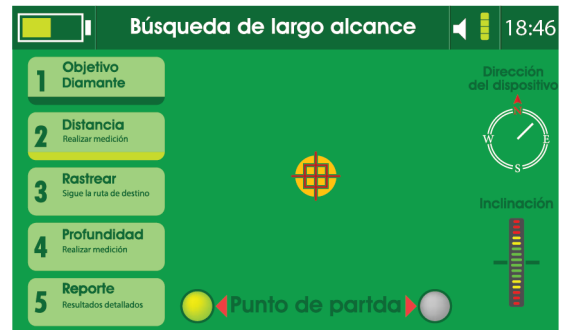 Búsqueda de largo alcance
18:46
1
Objetivo
Diamante
2
Distancia
Realizar medición
3
Rastrear
Sigue la ruta de destino
4
Profundidad
Realizar medición
5
Reporte
Resultados detallados
Dirección
del dispositivo
N
W
E
S
Inclinación
Punto de partda